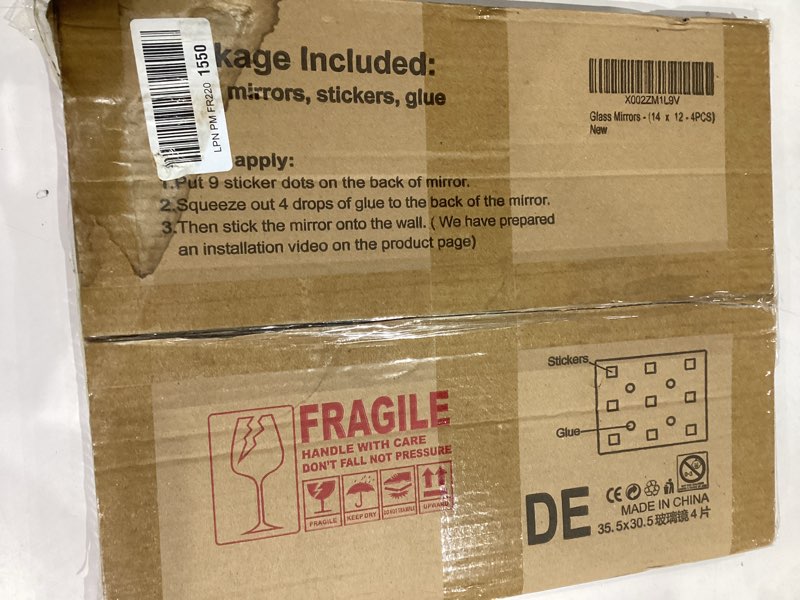 kage Included:
mirrors, stickers, glue
LPN PM FR220 1550
X002ZM1L9V
Glass Mirrors - (14 x 12 - 4PCS)
New
apply:
1.Put 9 sticker dots on the back of mirror.
2.Squeeze out 4 drops of glue to the back of the mirror.
3.Then stick the mirror onto the wall. ( We have prepared
an installation video on the product page)
Stickers
Glue
FRAGILE
HANDLE WITH CARE
DON'T FALL NOT PRESSURE
FRAGILE
KEEP DRY
UPWARD
DE
CE
MADE IN CHINA
35.5x30.5玻璃镜4片